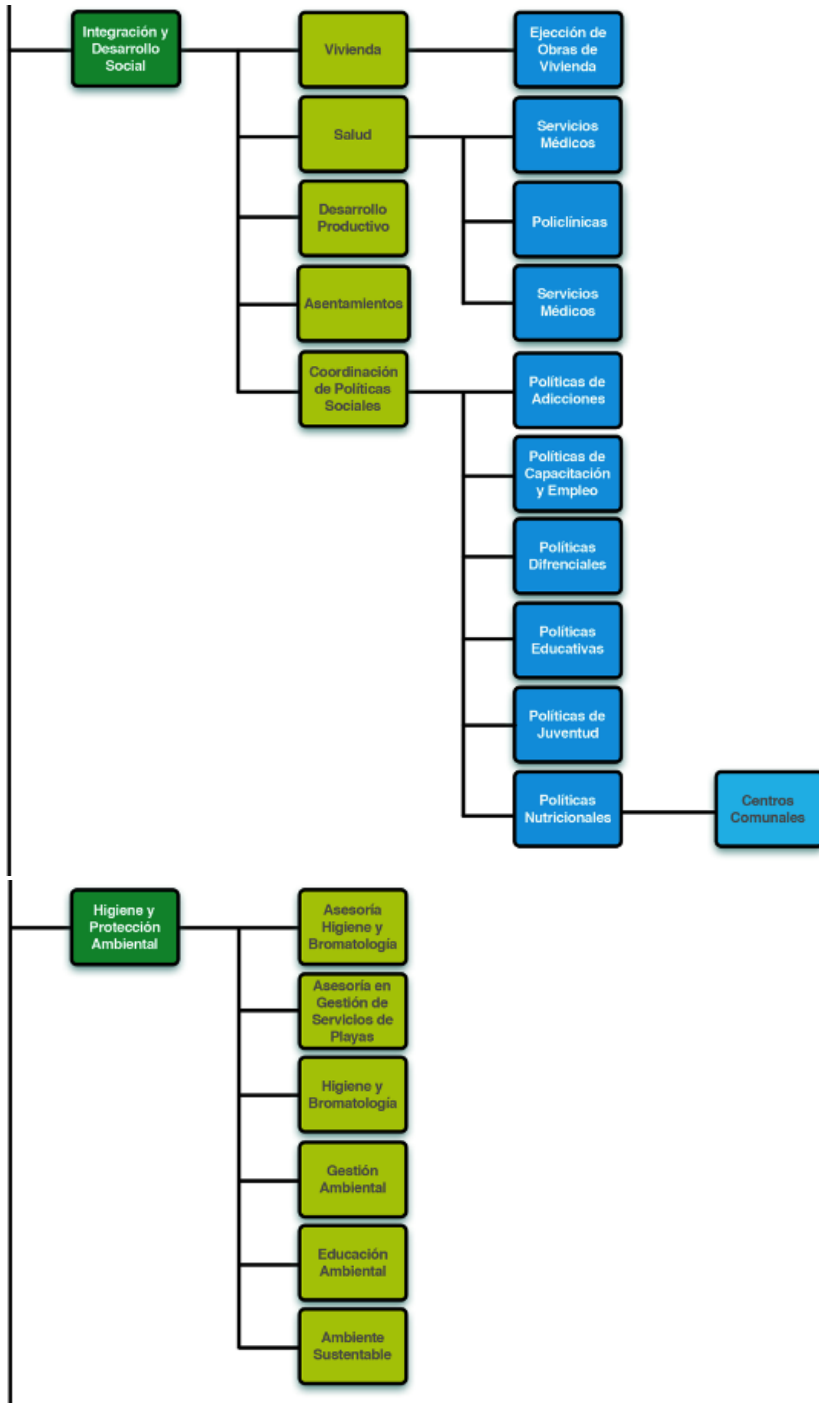 Integración y
Desarrollo
Social
Vivienda
Ejección de
Obras de
Vivienda
Salud
Servicios
Médicos
Desarrollo
Productivo
Policlínicas
Asentamientos
Servicios
Médicos
Coordinación
de Políticas
Sociales
Políticas de
Adicciones
Políticas de
Capacitación
y Empleo
Políticas
Difrenciales
Políticas
Educativas
Políticas de
Juventud
Políticas
Nutricionales
Centros
Comunales
Higiene y
Protección
Ambiental
Asesoría
Higiene y
Bromatología
Asesoría en
Gestión de
Servicios de
Playas
Higiene y
Bromatología
Gestión
Ambiental
Educación
Ambiental
Ambiente
Sustentable